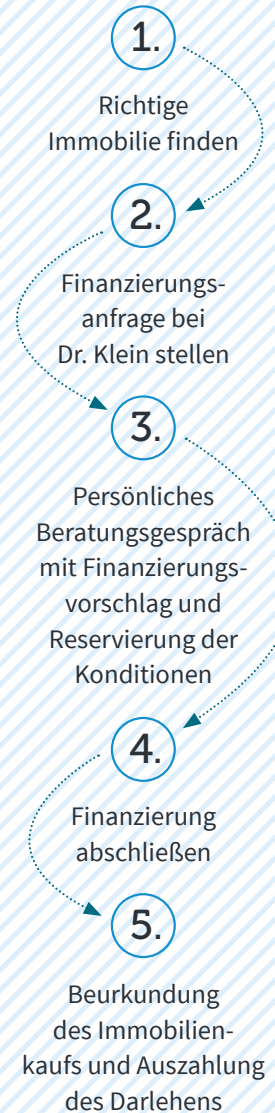 1.
Richtige
Immobilie finden
2.
Finanzierungs-
anfrage bei
Dr. Klein stellen
3.
Persönliches
Beratungsgespräch
mit Finanzierungs-
vorschlag und
Reservierung der
Konditionen
4.
Finanzierung
abschließen
5.
Beurkundung
des Immobilien-
kaufs und Auszahlung
des Darlehens